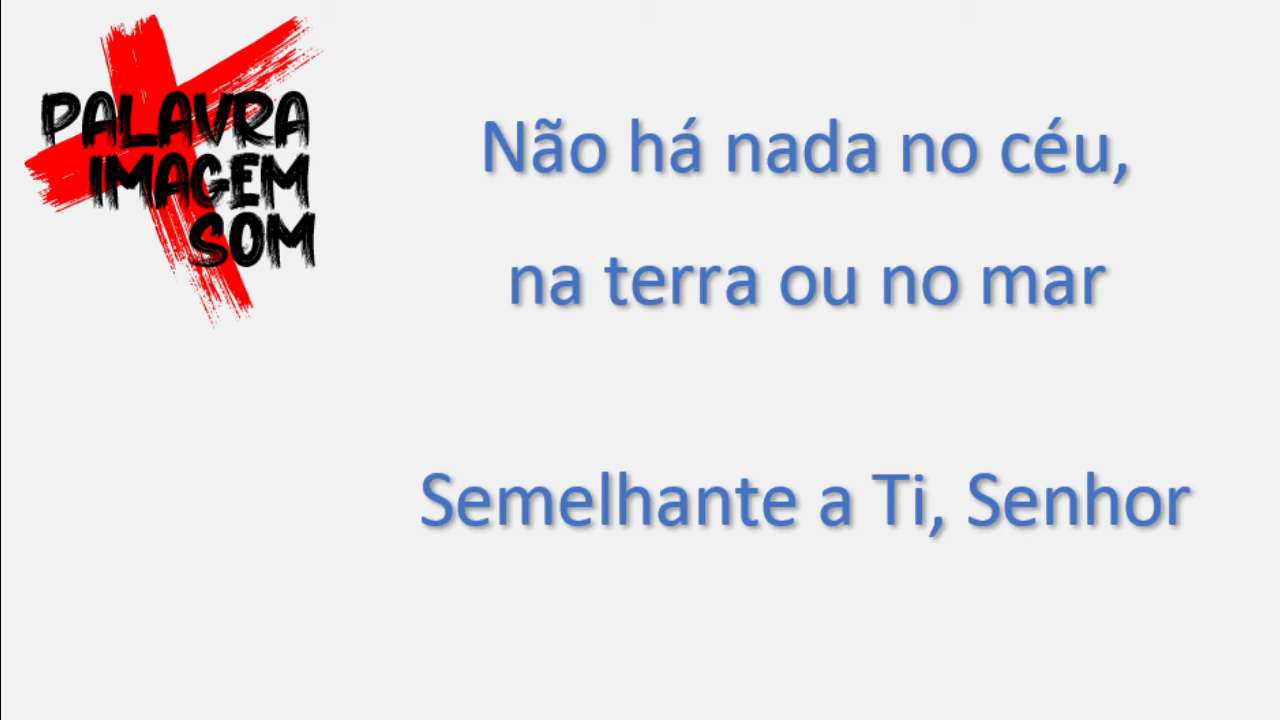 PALAVRA
IMAGEM
SOM
Não há nada no céu,
na terra ou no mar
Semelhante a Ti, Senhor